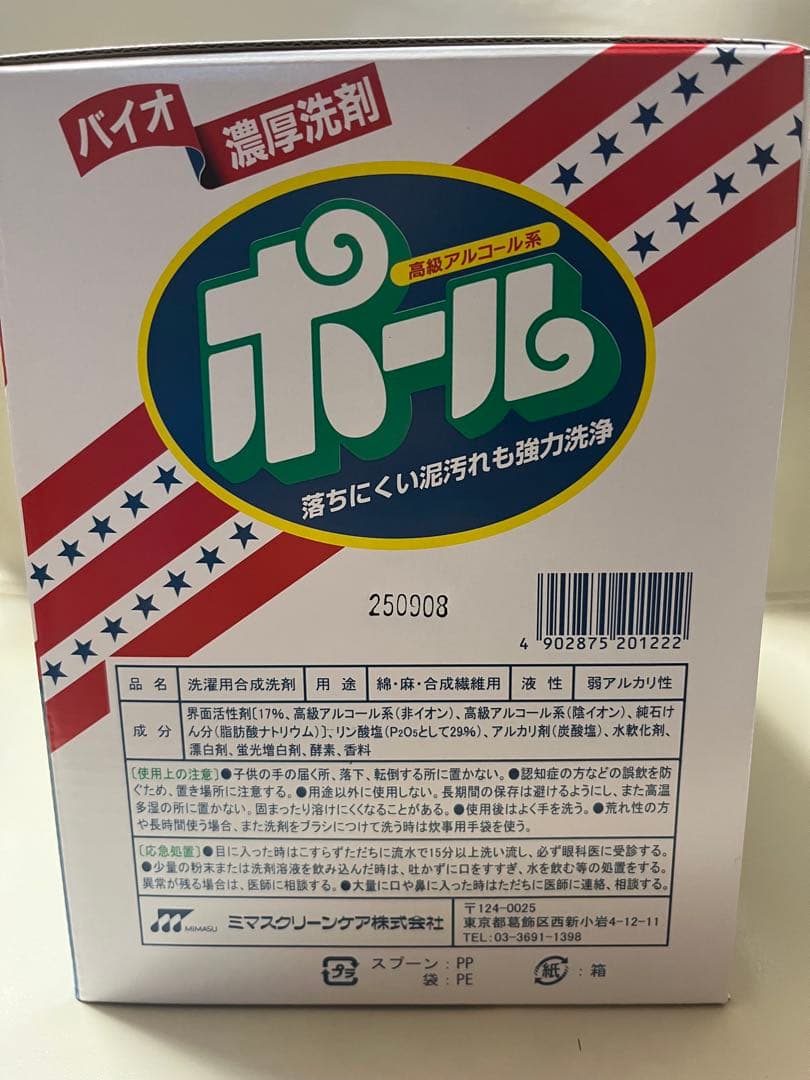 バイオ 濃厚洗剤
高級アルコール系
ポール
落ちにくい泥汚れも強力洗浄
250908
4 902875 201222
品名 洗濯用合成洗剤 用途 綿・麻・合成繊維用 液性 弱アルカリ性
成分 界面活性剤〔17%、高級アルコール系(非イオン)、高級アルコール系(陰イオン)、純石
けん分(脂肪酸ナトリウム)〕、リン酸塩(P₂O₅として29%)、アルカリ剤(炭酸塩)、水軟化剤、
漂白剤、蛍光増白剤、酵素、香料
〔使用上の注意〕●子供の手の届く所、落下、転倒する所に置かない。●認知症の方などの誤飲を防
ぐため、置き場所に注意する。●用途以外に使用しない。長期間の保存は避けるようにし、また高温
多湿の所に置かない。固まったり溶けにくくなることがある。●使用後はよく手を洗う。●荒れ性の方
や長時間使う場合、また洗剤をブラシにつけて洗う時は炊事用手袋を使う。
〔応急処置〕●目に入った時はこすらずただちに流水で15分以上洗い流し、必ず眼科医に受診する。
●少量の粉末または洗剤溶液を飲み込んだ時は、吐かずに口をすすぎ、水を飲む等の処置をする。
異常が残る場合は、医師に相談する。●大量に口や鼻に入った時はただちに医師に連絡、相談する。
MIMASU ミマスクリーンケア株式会社
〒124-0025
東京都葛飾区西新小岩4-12-11
TEL:03-3691-1398
プラ スプーン:PP
袋:PE
紙 :箱